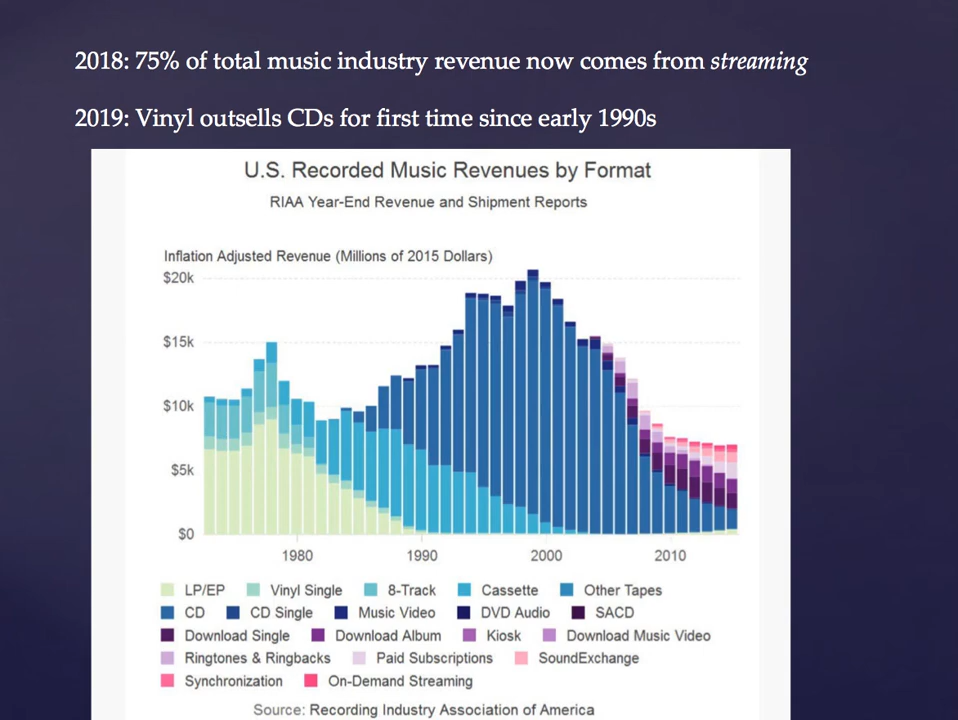 2018: 75% of total music industry revenue now comes from streaming
2019: Vinyl outsells CDs for first time since early 1990s
U.S. Recorded Music Revenues by Format
RIAA Year-End Revenue and Shipment Reports
Inflation Adjusted Revenue (Millions of 2015 Dollars)
$20k
$15k
$10k
$5k
$0
1980 1990 2000 2010
LP/EP Vinyl Single 8-Track Cassette Other Tapes
CD CD Single Music Video DVD Audio SACD
Download Single Download Album Kiosk Download Music Video
Ringtones & Ringbacks Paid Subscriptions SoundExchange
Synchronization On-Demand Streaming
Source: Recording Industry Association of America